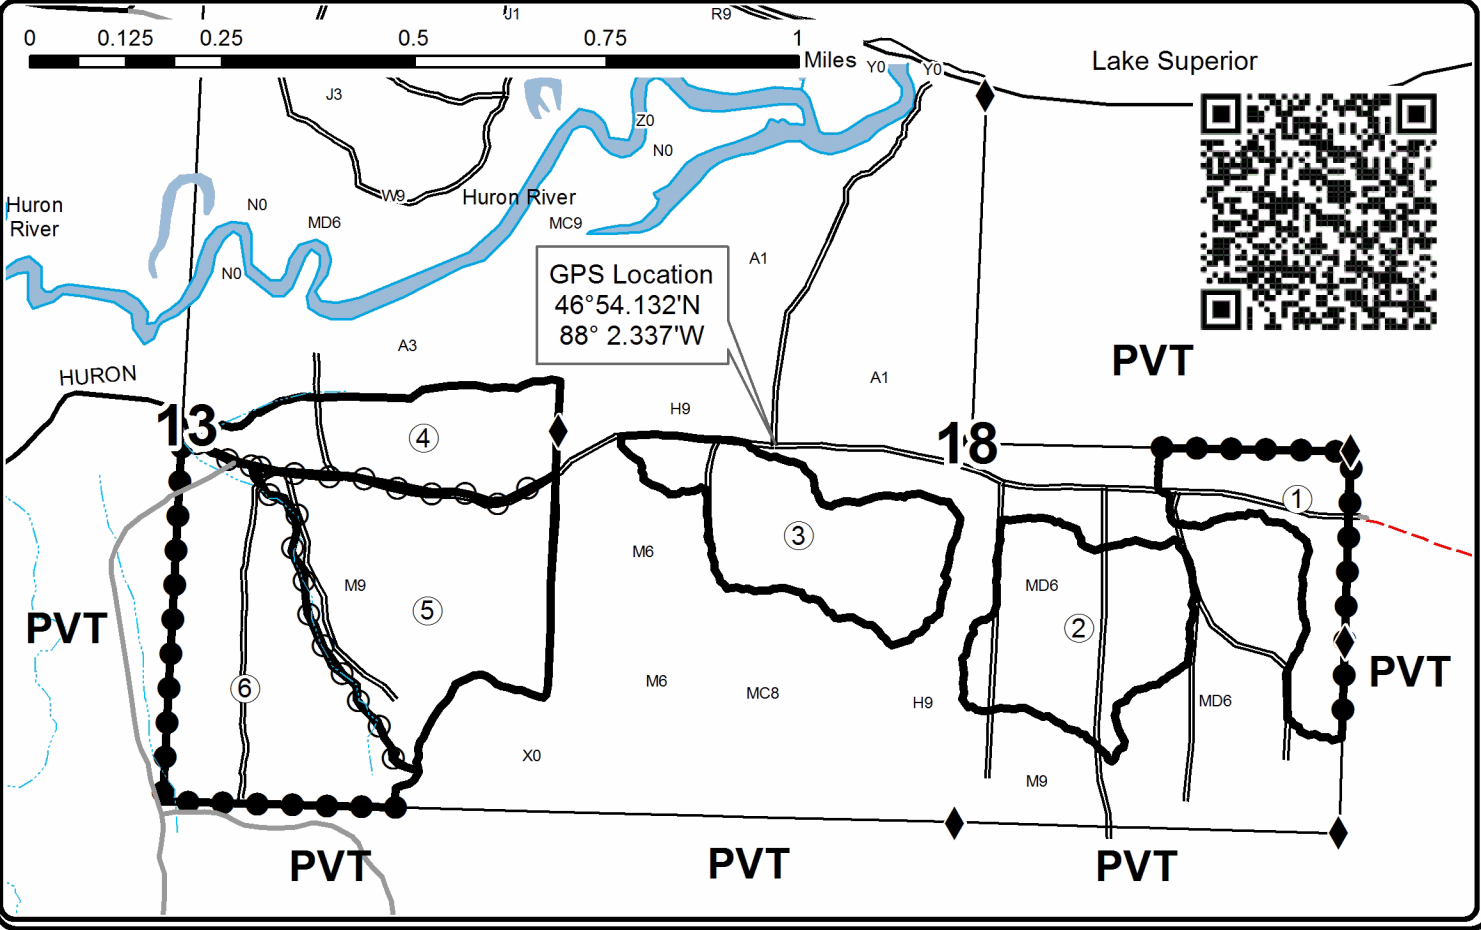 J1
R9
0
0.125
0.25
0.5
0.75
1
Miles
Y0
Y0
Lake Superior
J3
Z0
N0
W9
Huron River
Huron
River
N0
MD6
MC9
N0
A1
GPS Location
46°54.132'N
88° 2.337'W
A3
HURON
PVT
A1
H9
13
4
18
1
3
M6
M9
MD6
5
2
PVT
PVT
6
M6
MC8
H9
MD6
X0
M9
PVT
PVT
PVT